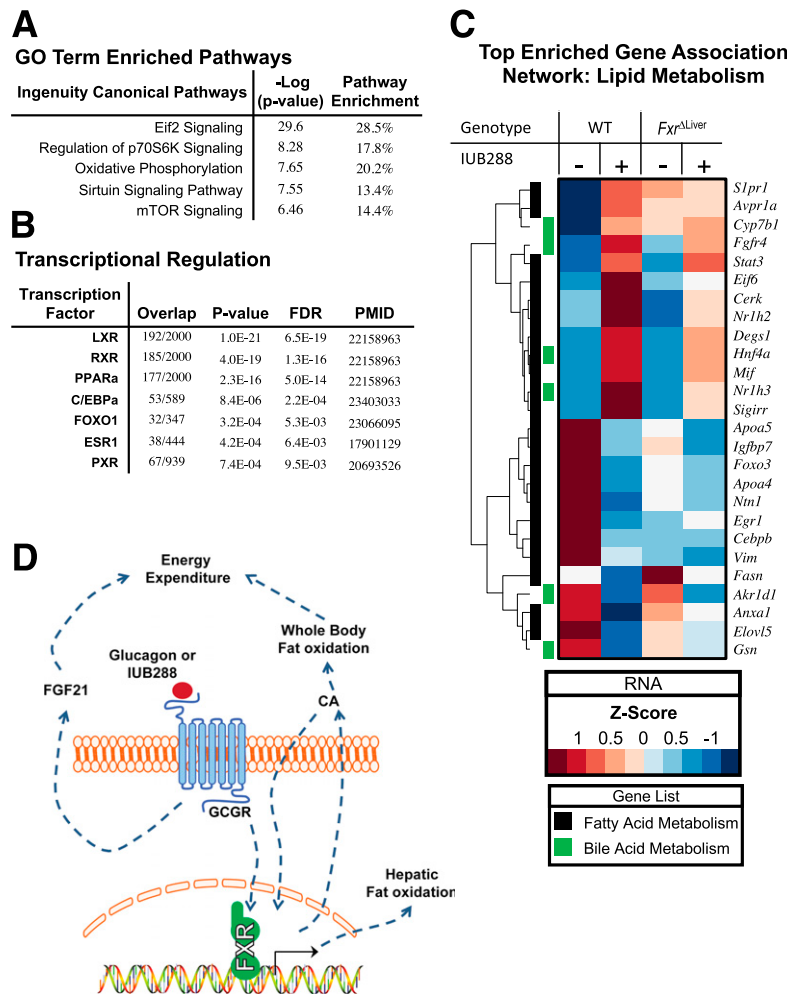 A
GO Term Enriched Pathways
Ingenuity Canonical Pathways -Log (p-value) Pathway Enrichment
Eif2 Signaling 29.6 28.5%
Regulation of p70S6K Signaling 8.28 17.8%
Oxidative Phosphorylation 7.65 20.2%
Sirtuin Signaling Pathway 7.55 13.4%
mTOR Signaling 6.46 14.4%
B
Transcriptional Regulation
Transcription Factor Overlap P-value FDR PMID
LXR 192/2000 1.0E-21 6.5E-19 22158963
RXR 185/2000 4.0E-19 1.3E-16 22158963
PPARa 177/2000 2.3E-16 5.0E-14 22158963
C/EBPa 53/589 8.4E-06 2.2E-04 23403033
FOXO1 32/347 3.2E-04 5.3E-03 23066095
ESR1 38/444 4.2E-04 6.4E-03 17901129
PXR 67/939 7.4E-04 9.5E-03 20693526
C
Top Enriched Gene Association
Network: Lipid Metabolism
Genotype WT Fxr^ΔLiver
IUB288 - + - +
S1pr1
Avpr1a
Cyp7b1
Fgfr4
Stat3
Eif6
Cerk
Nr1h2
Degs1
Hnf4a
Mif
Nr1h3
Sigirr
Apoa5
Igfbp7
Foxo3
Apoa4
Ntn1
Egr1
Cebpb
Vim
Fasn
Akr1d1
Anxa1
Elovl5
Gsn
RNA
Z-Score
1 0.5 0 0.5 -1
Gene List
Fatty Acid Metabolism
Bile Acid Metabolism
D
Energy
Expenditure
Whole Body
Fat oxidation
Glucagon or
IUB288
FGF21
CA
GCGR
Hepatic
Fat oxidation
FXR